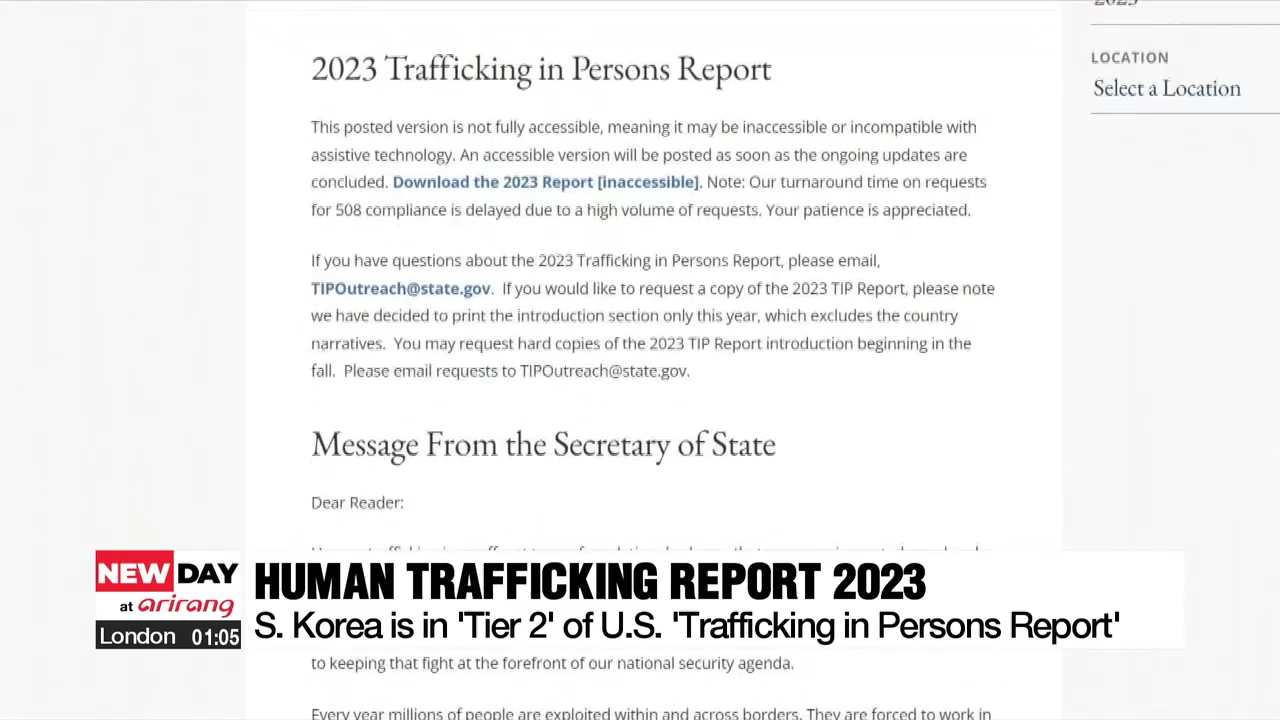 2023
LOCATION
Select a Location
2023 Trafficking in Persons Report
This posted version is not fully accessible, meaning it may be inaccessible or incompatible with
assistive technology. An accessible version will be posted as soon as the ongoing updates are
concluded. Download the 2023 Report [inaccessible]. Note: Our turnaround time on requests
for 508 compliance is delayed due to a high volume of requests. Your patience is appreciated.
If you have questions about the 2023 Trafficking in Persons Report, please email,
TIPOutreach@state.gov.  If you would like to request a copy of the 2023 TIP Report, please note
we have decided to print the introduction section only this year, which excludes the country
narratives.  You may request hard copies of the 2023 TIP Report introduction beginning in the
fall.  Please email requests to TIPOutreach@state.gov.
Message From the Secretary of State
Dear Reader:
NEW DAY
at arirang
London 01:05
HUMAN TRAFFICKING REPORT 2023
S. Korea is in 'Tier 2' of U.S. 'Trafficking in Persons Report'
to keeping that fight at the forefront of our national security agenda.
Every year millions of people are exploited within and across borders. They are forced to work in